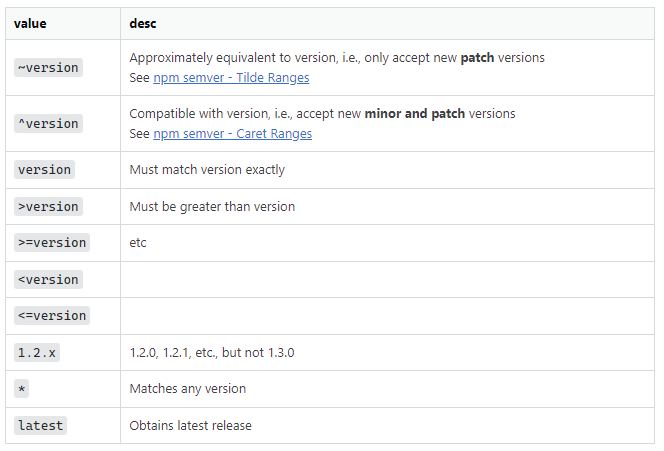 value desc
~version Approximately equivalent to version, i.e., only accept new patch versions
See npm semver - Tilde Ranges
^version Compatible with version, i.e., accept new minor and patch versions
See npm semver - Caret Ranges
version Must match version exactly
>version Must be greater than version
>=version etc
<version
<=version
1.2.x 1.2.0, 1.2.1, etc., but not 1.3.0
* Matches any version
latest Obtains latest release